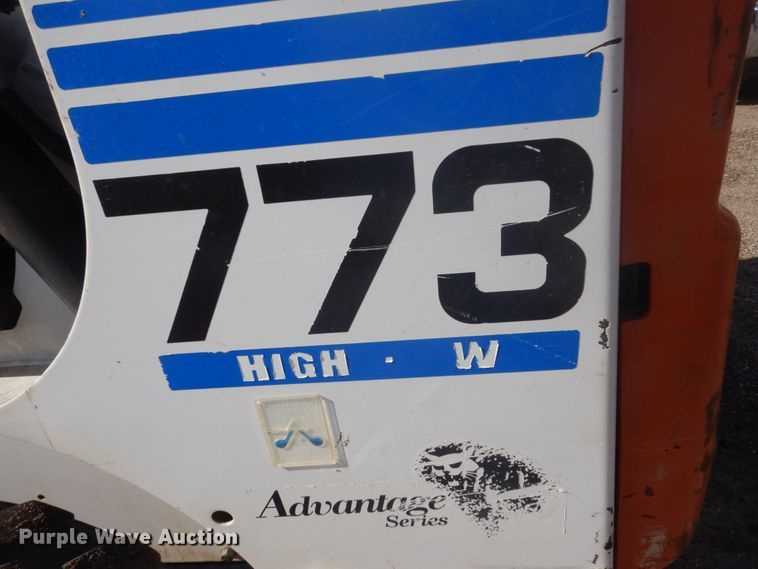 773
HIGH · W
Advantage
Series
Purple Wave Auction